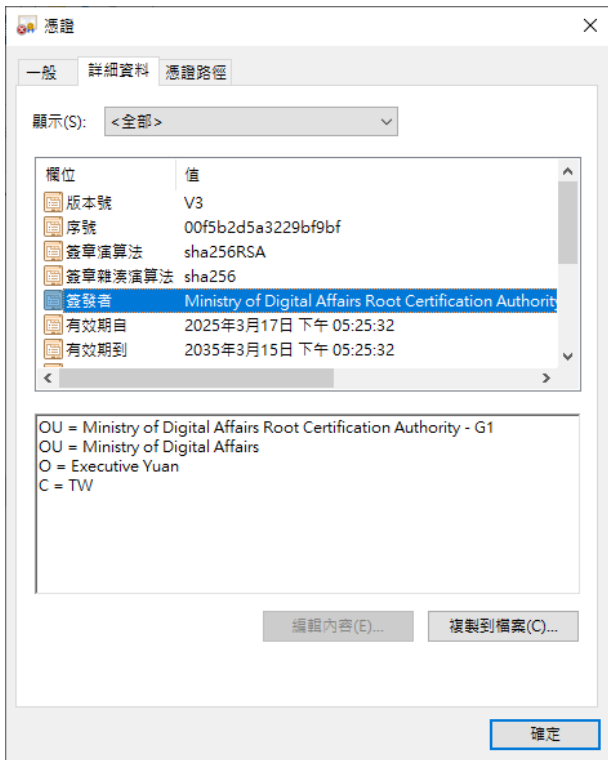 憑證
一般 詳細資料 憑證路徑
顯示(S): <全部>
欄位 值
版本號 V3
序號 00f5b2d5a3229bf9bf
簽章演算法 sha256RSA
簽章雜湊演算法 sha256
簽發者 Ministry of Digital Affairs Root Certification Authority
有效期自 2025年3月17日 下午 05:25:32
有效期到 2035年3月15日 下午 05:25:32
OU = Ministry of Digital Affairs Root Certification Authority - G1
OU = Ministry of Digital Affairs
O = Executive Yuan
C = TW
編輯內容(E)... 複製到檔案(C)...
確定